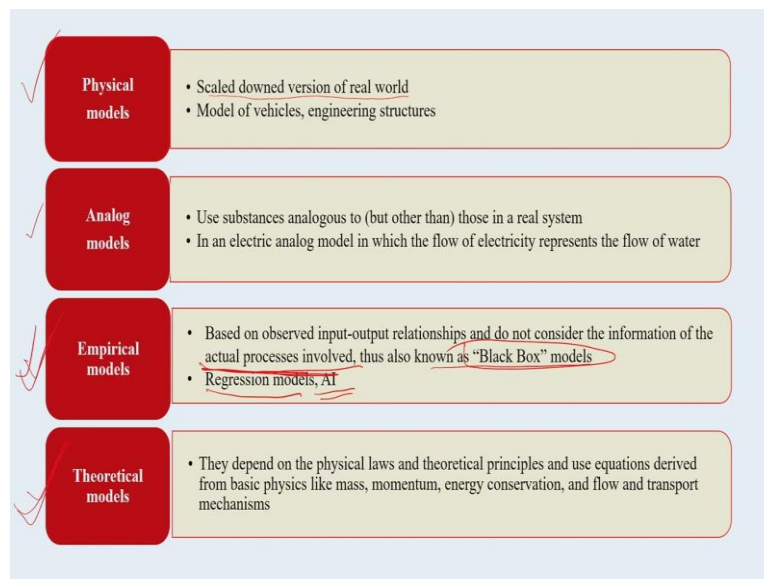 Physical
models
• Scaled downed version of real world
• Model of vehicles, engineering structures
Analog
models
• Use substances analogous to (but other than) those in a real system
• In an electric analog model in which the flow of electricity represents the flow of water
Empirical
models
• Based on observed input-output relationships and do not consider the information of the
actual processes involved, thus also known as “Black Box” models
• Regression models, AI
Theoretical
models
• They depend on the physical laws and theoretical principles and use equations derived
from basic physics like mass, momentum, energy conservation, and flow and transport
mechanisms